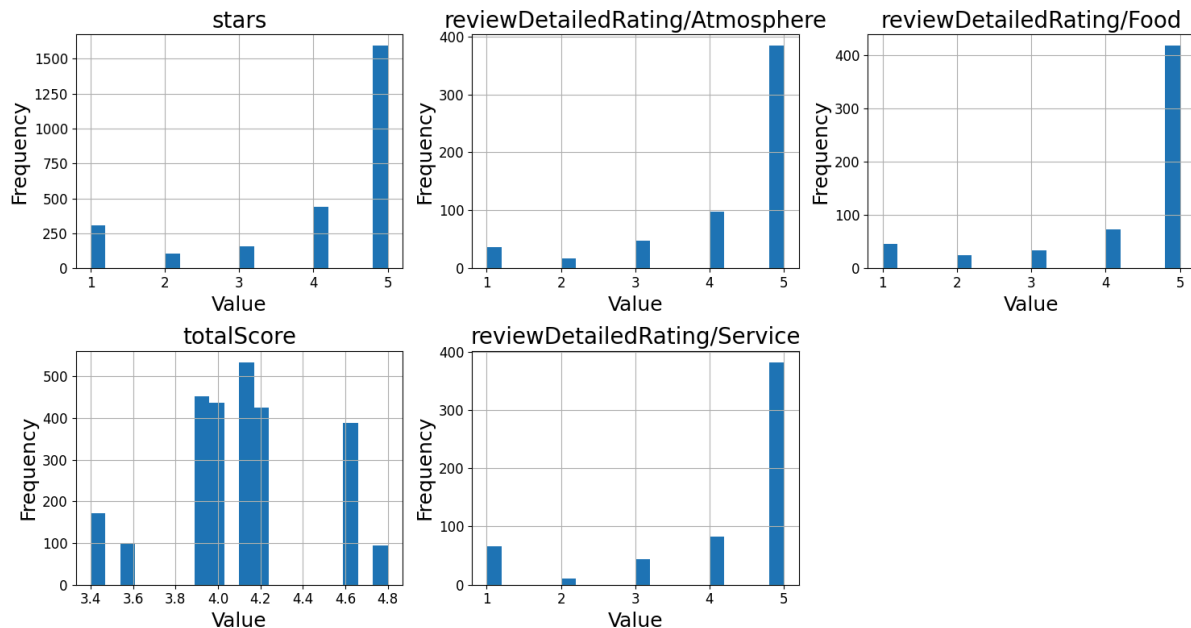 stars
reviewDetailedRating/Atmosphere
reviewDetailedRating/Food
Frequency
1500
1250
1000
750
500
250
0
1 2 3 4 5
Value
Frequency
400
300
200
100
0
1 2 3 4 5
Value
Frequency
400
300
200
100
0
1 2 3 4 5
Value
totalScore
reviewDetailedRating/Service
Frequency
500
400
300
200
100
0
3.4 3.6 3.8 4.0 4.2 4.4 4.6 4.8
Value
Frequency
400
300
200
100
0
1 2 3 4 5
Value